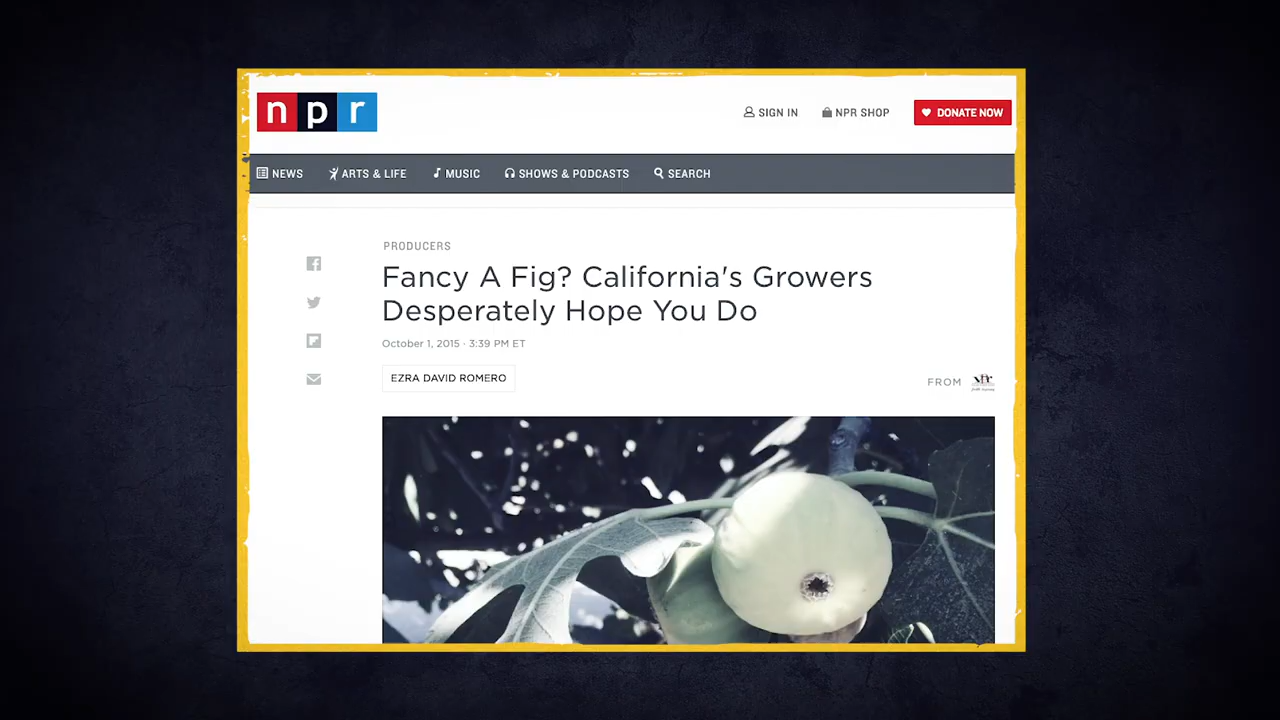 npr
SIGN IN
NPR SHOP
DONATE NOW
NEWS
ARTS & LIFE
MUSIC
SHOWS & PODCASTS
SEARCH
PRODUCERS
Fancy A Fig? California's Growers
Desperately Hope You Do
October 1, 2015 · 3:39 PM ET
EZRA DAVID ROMERO
FROM